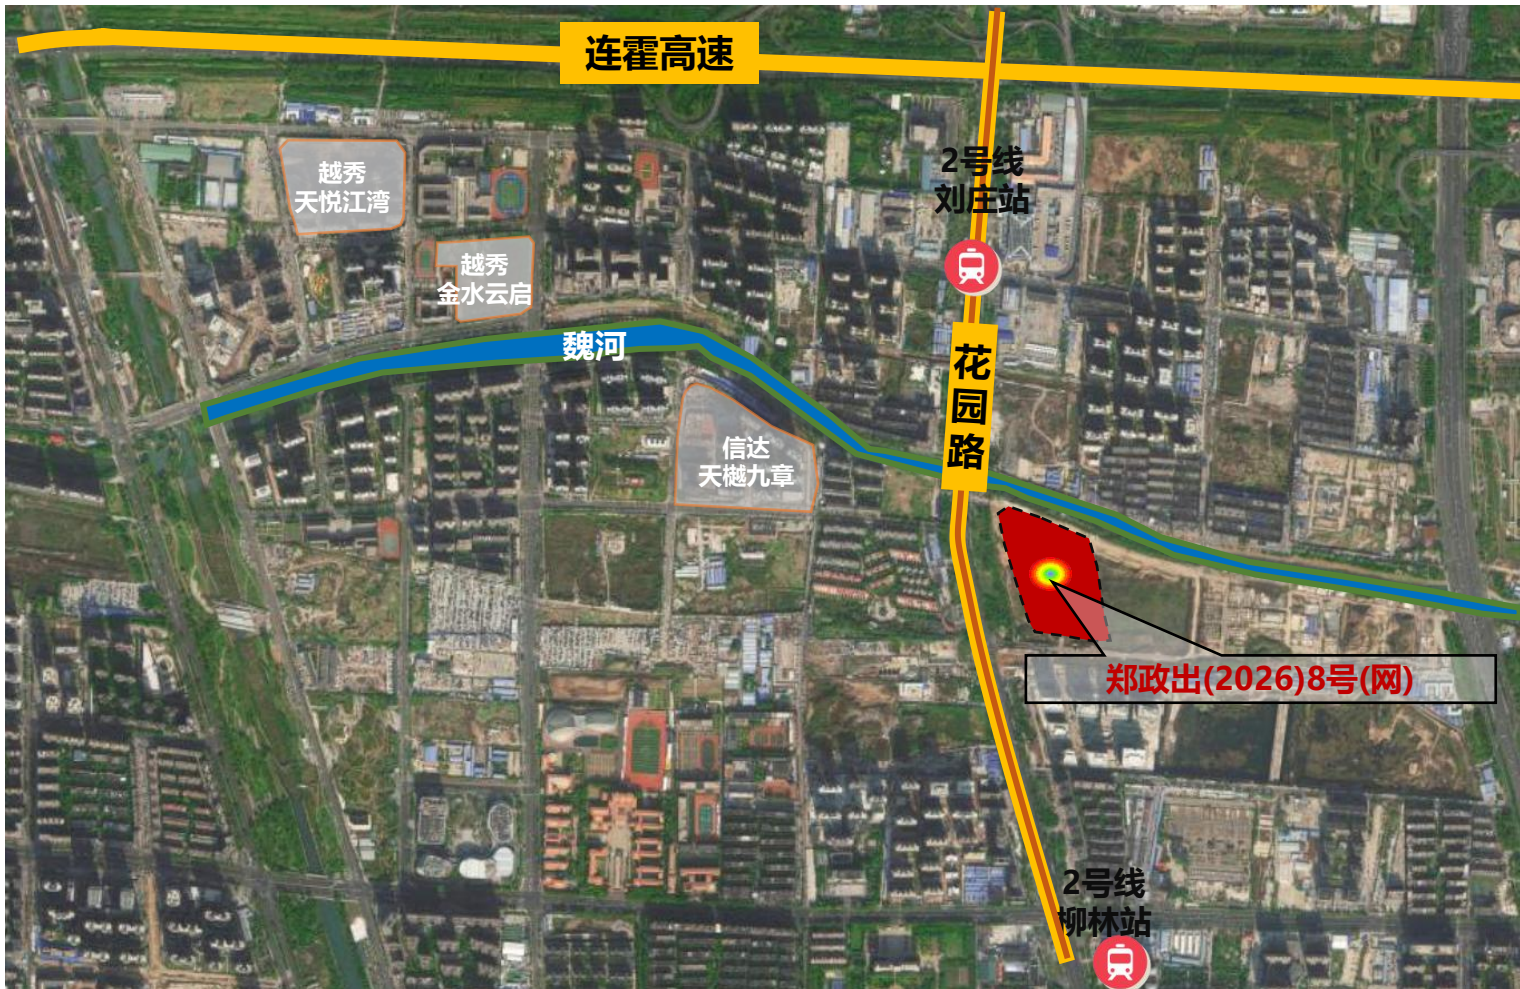 连霍高速
2号线
刘庄站
越秀
天悦江湾
越秀
金水云启
魏河
花园路
信达
天樾九章
郑政出(2026)8号(网)
2号线
柳林站